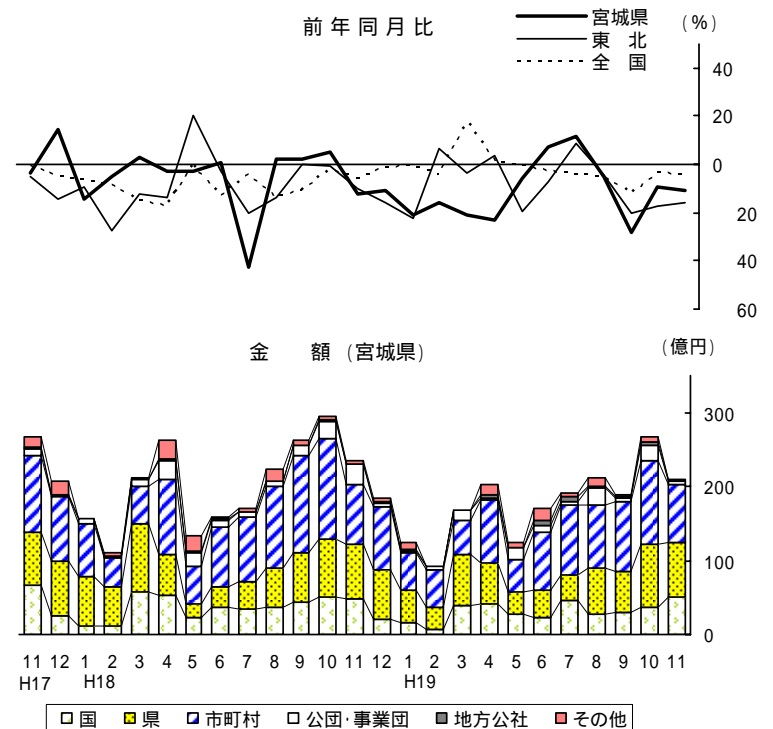 前年同月比
宮城県
東 北
全 国
(%)
40
20
0
20
40
60
金 額 (宮城県)
(億円)
300
200
100
0
11 12 1 2 3 4 5 6 7 8 9 10 11 12 1 2 3 4 5 6 7 8 9 10 11
H17 H18 H19
国 県 市町村 公団・事業団 地方公社 その他